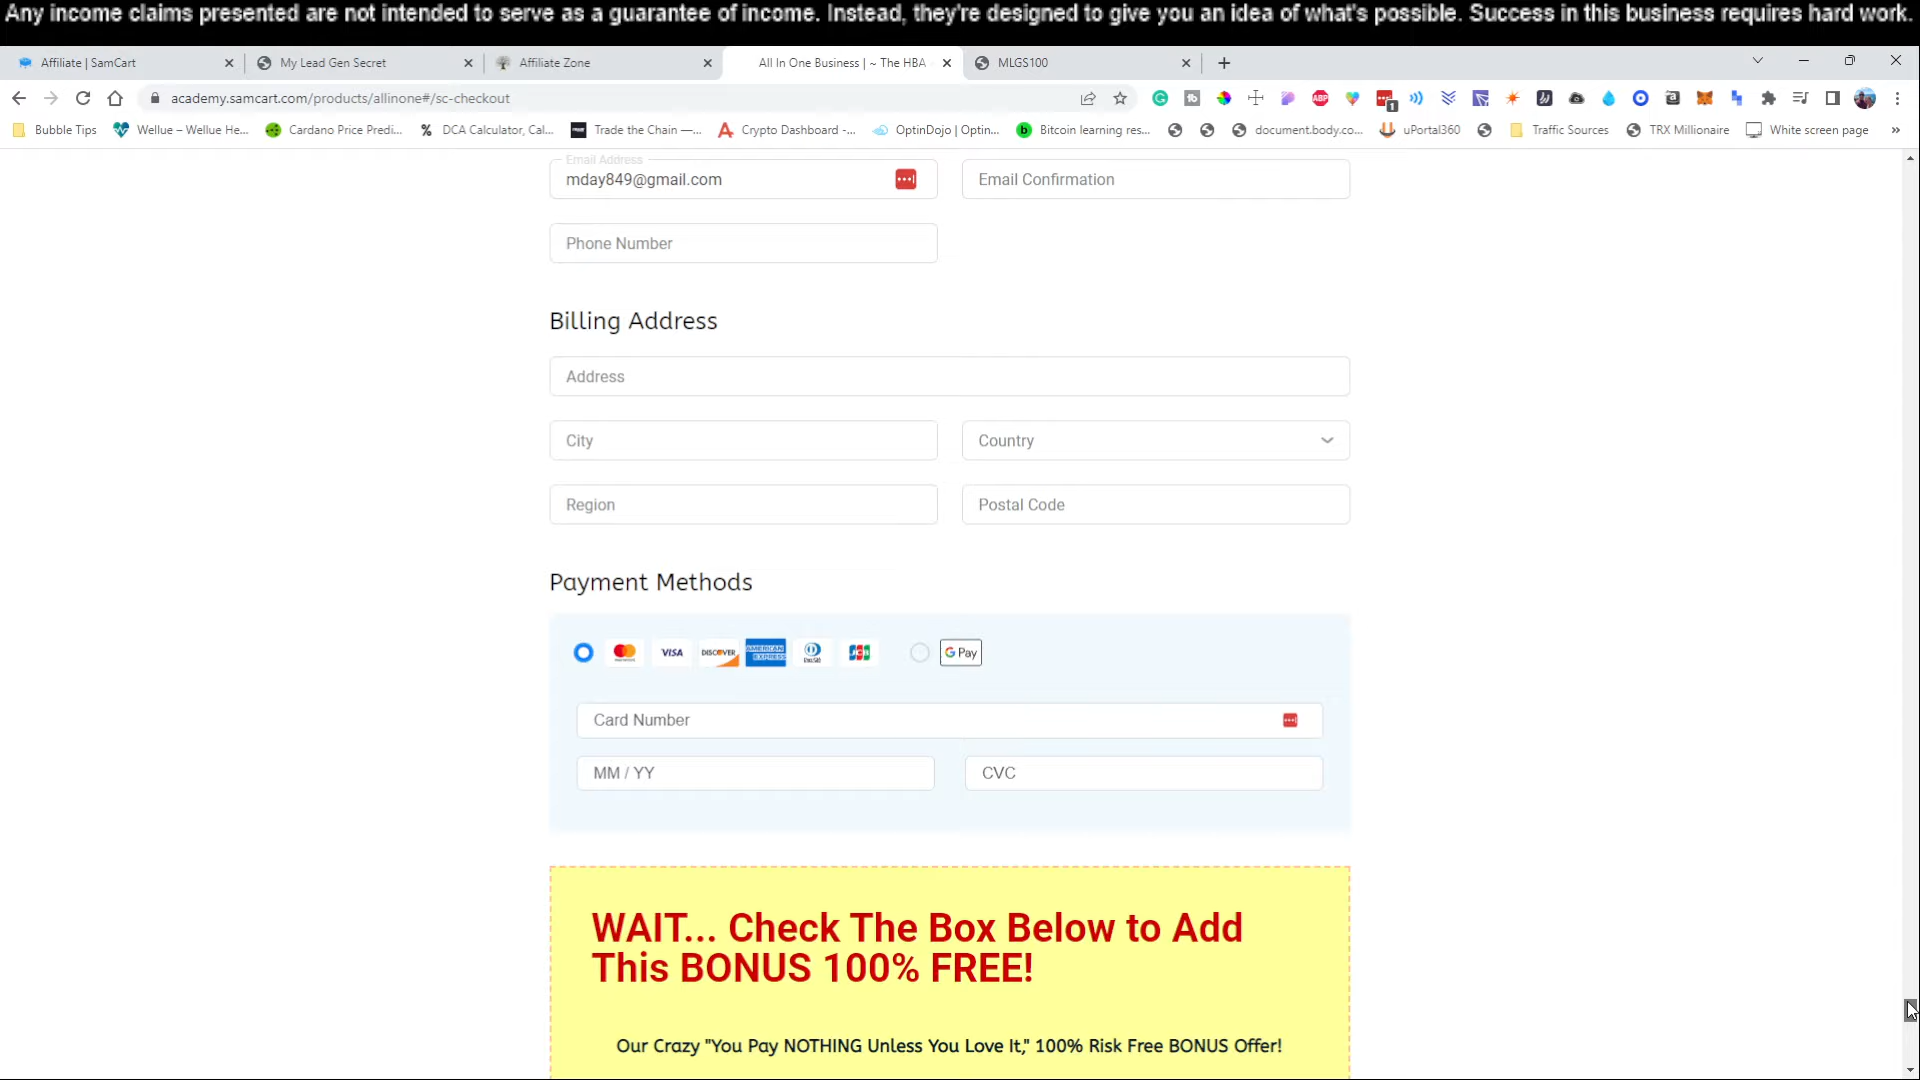 Any income claims presented are not intended to serve as a guarantee of income. Instead, they're designed to give you an idea of what's possible. Success in this business requires hard work.
Affiliate | SamCart
My Lead Gen Secret
Affiliate Zone
All In One Business | ~ The HBA
MLGS100
academy.samcart.com/products/allinone#/sc-checkout
ABP
1
Bubble Tips
Wellue – Wellue He...
Cardano Price Predi...
DCA Calculator, Cal...
Trade the Chain —...
Crypto Dashboard -...
OptinDojo | Optin...
Bitcoin learning res...
document.body.co...
uPortal360
Traffic Sources
TRX Millionaire
White screen page
»
Email Address
mday849@gmail.com
Email Confirmation
Phone Number
Billing Address
Address
City
Country
Region
Postal Code
Payment Methods
VISA
DISCOVER
AMERICAN EXPRESS
JCB
G Pay
Card Number
MM / YY
CVC
WAIT... Check The Box Below to Add
This BONUS 100% FREE!
Our Crazy "You Pay NOTHING Unless You Love It," 100% Risk Free BONUS Offer!